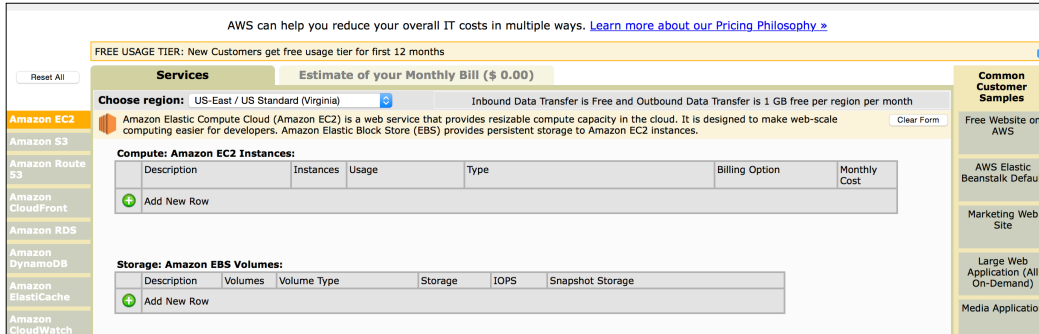 AWS can help you reduce your overall IT costs in multiple ways. Learn more about our Pricing Philosophy »
FREE USAGE TIER: New Customers get free usage tier for first 12 months
Reset All
Services
Estimate of your Monthly Bill ($ 0.00)
Common
Customer
Samples
Choose region: US-East / US Standard (Virginia)
Inbound Data Transfer is Free and Outbound Data Transfer is 1 GB free per region per month
Amazon EC2
Amazon S3
Amazon Route
53
Amazon
CloudFront
Amazon RDS
Amazon
DynamoDB
Amazon
ElastiCache
Amazon
CloudWatch
Amazon Elastic Compute Cloud (Amazon EC2) is a web service that provides resizable compute capacity in the cloud. It is designed to make web-scale
computing easier for developers. Amazon Elastic Block Store (EBS) provides persistent storage to Amazon EC2 instances.
Clear Form
Compute: Amazon EC2 Instances:
Description Instances Usage Type Billing Option Monthly
Cost
Add New Row
Storage: Amazon EBS Volumes:
Description Volumes Volume Type Storage IOPS Snapshot Storage
Add New Row
Free Website on
AWS
AWS Elastic
Beanstalk Defau
Marketing Web
Site
Large Web
Application (All
On-Demand)
Media Applicatio